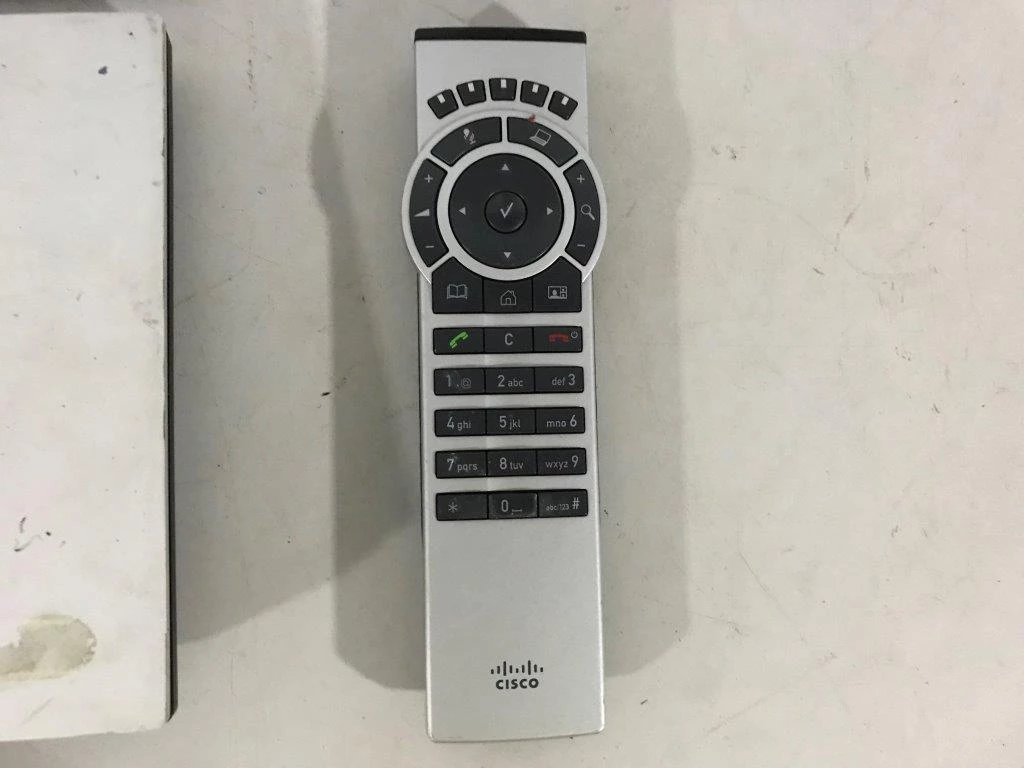 + +
− −
C
1 .@ 2 abc def 3
4 ghi 5 jkl mno 6
7 pqrs 8 tuv wxyz 9
* 0 ⎵ abc/123 #
CISCO